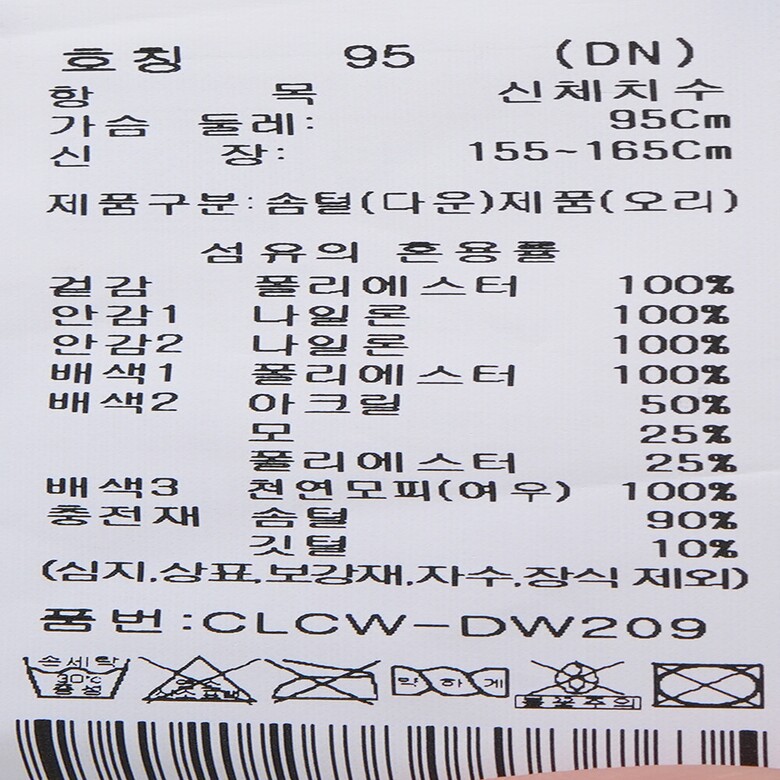 호칭 95 (DN)
항 목 신체치수
가슴 둘레: 95Cm
신 장: 155~165Cm
제품구분: 솜털(다운)제품(오리)
섬유의 혼용률
겉감 폴리에스터 100%
안감1 나일론 100%
안감2 나일론 100%
배색1 폴리에스터 100%
배색2 아크릴 50%
모 25%
폴리에스터 25%
배색3 천연모피(여우) 100%
충전재 솜털 90%
깃털 10%
(심지,상표,보강재,자수,장식 제외)
품번:CLCW-DW209
손세탁
30℃
중성
약하게